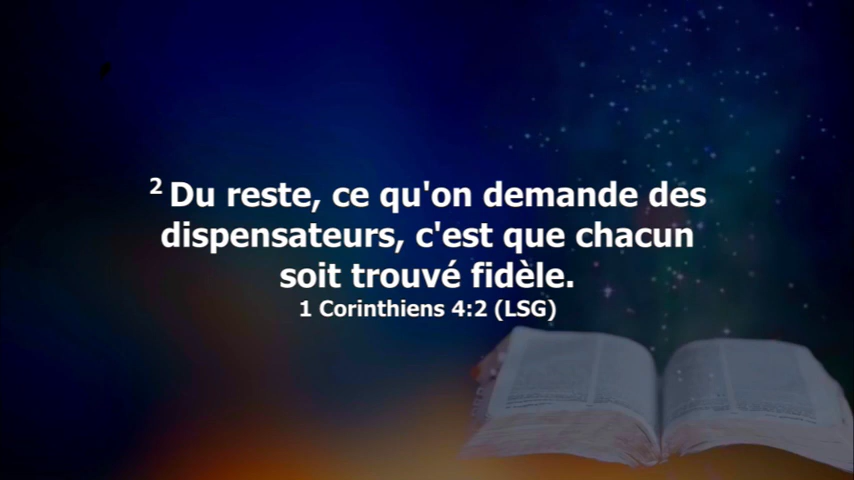 ² Du reste, ce qu'on demande des
dispensateurs, c'est que chacun
soit trouvé fidèle.
1 Corinthiens 4:2 (LSG)